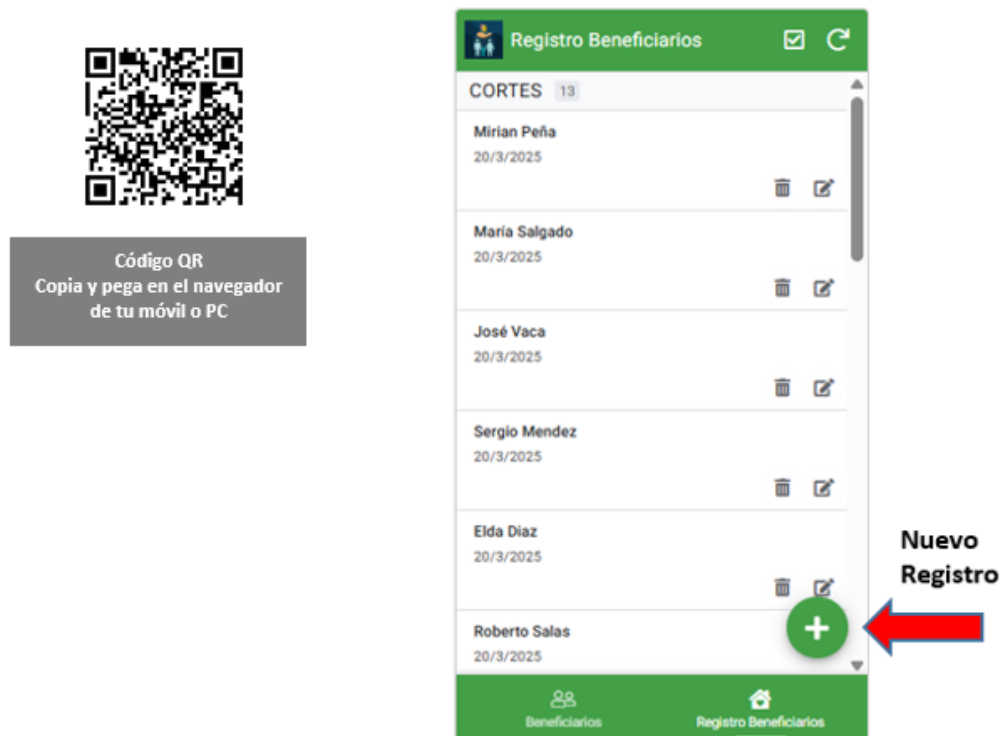 Código QR
Copia y pega en el navegador
de tu móvil o PC
Registro Beneficiarios
CORTES 13
Mirian Peña
20/3/2025
María Salgado
20/3/2025
José Vaca
20/3/2025
Sergio Mendez
20/3/2025
Elda Diaz
20/3/2025
Roberto Salas
20/3/2025
Nuevo
Registro
Beneficiarios
Registro Beneficiarios